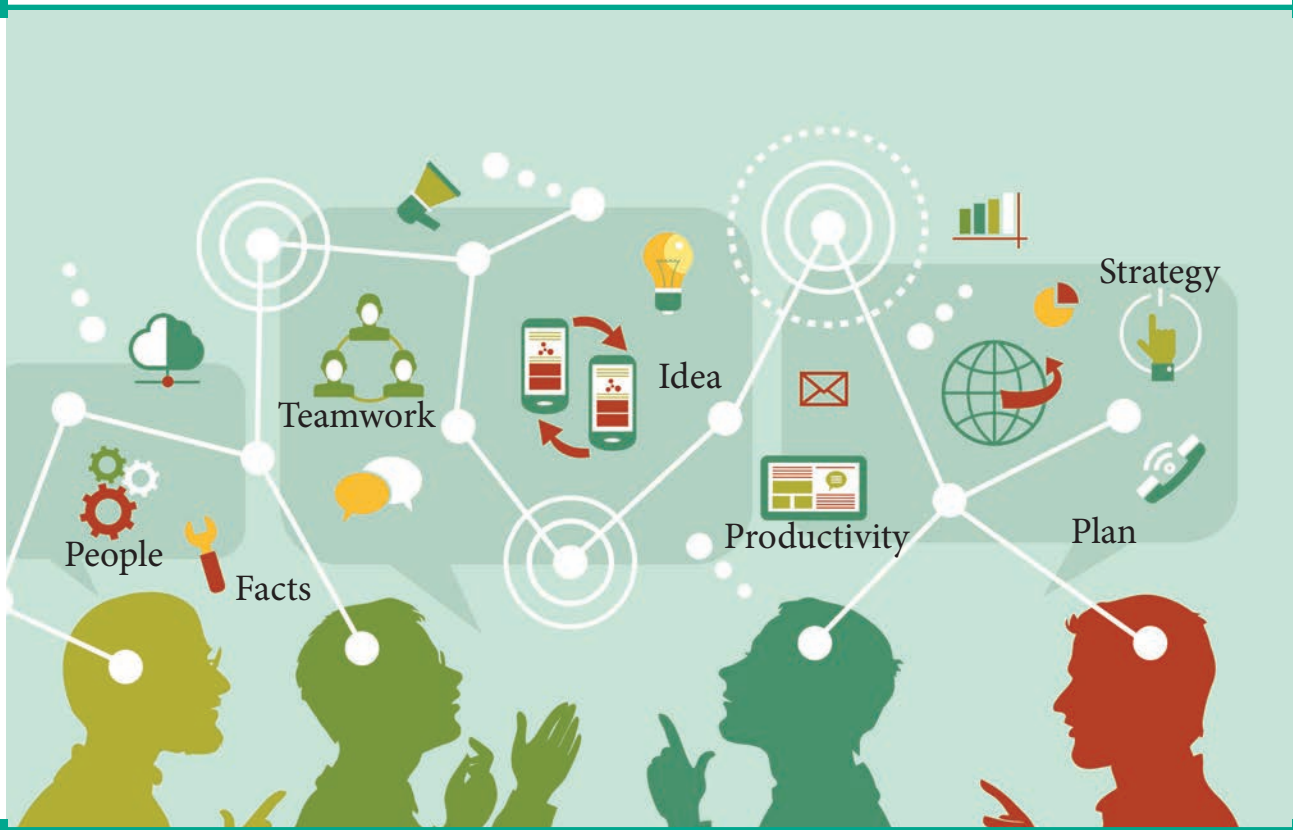 Strategy
Idea
Teamwork
Productivity
Plan
People
Facts